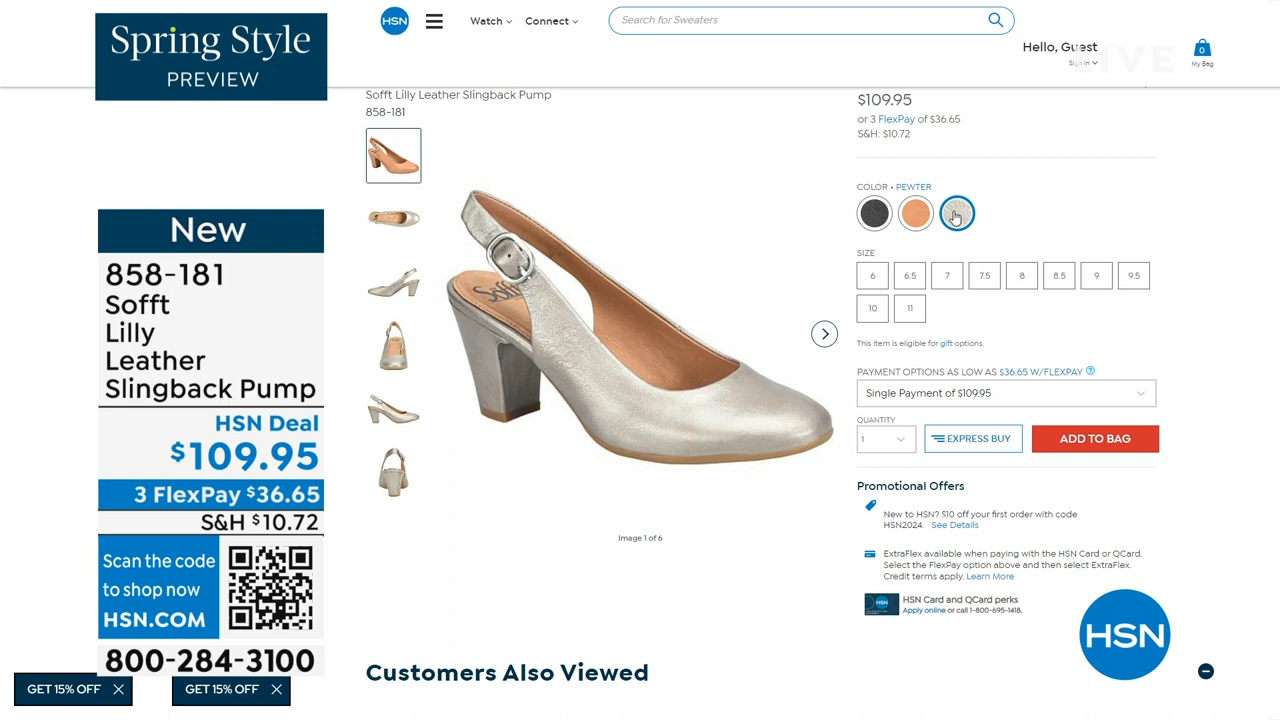 Spring Style
PREVIEW
HSN
Watch
Connect
Search for Sweaters
Hello, Guest
Sign In
LIVE
0
My Bag
Sofft Lilly Leather Slingback Pump
858-181
$109.95
or 3 FlexPay of $36.65
S&H: $10.72
COLOR • PEWTER
SIZE
6 6.5 7 7.5 8 8.5 9 9.5
10 11
This item is eligible for gift options.
PAYMENT OPTIONS AS LOW AS $36.65 W/FLEXPAY ?
Single Payment of $109.95
QUANTITY
1
EXPRESS BUY
ADD TO BAG
Promotional Offers
New to HSN? $10 off your first order with code
HSN2024. See Details
ExtraFlex available when paying with the HSN Card or QCard.
Select the FlexPay option above and then select ExtraFlex.
Credit terms apply. Learn More
HSN
HSN Card and QCard perks
Apply online or call 1-800-695-1418.
Sofft
Image 1 of 6
New
858-181
Sofft
Lilly
Leather
Slingback Pump
HSN Deal
$109.95
3 FlexPay $36.65
S&H $10.72
Scan the code
to shop now
HSN.COM
800-284-3100
GET 15% OFF
GET 15% OFF
Customers Also Viewed
HSN